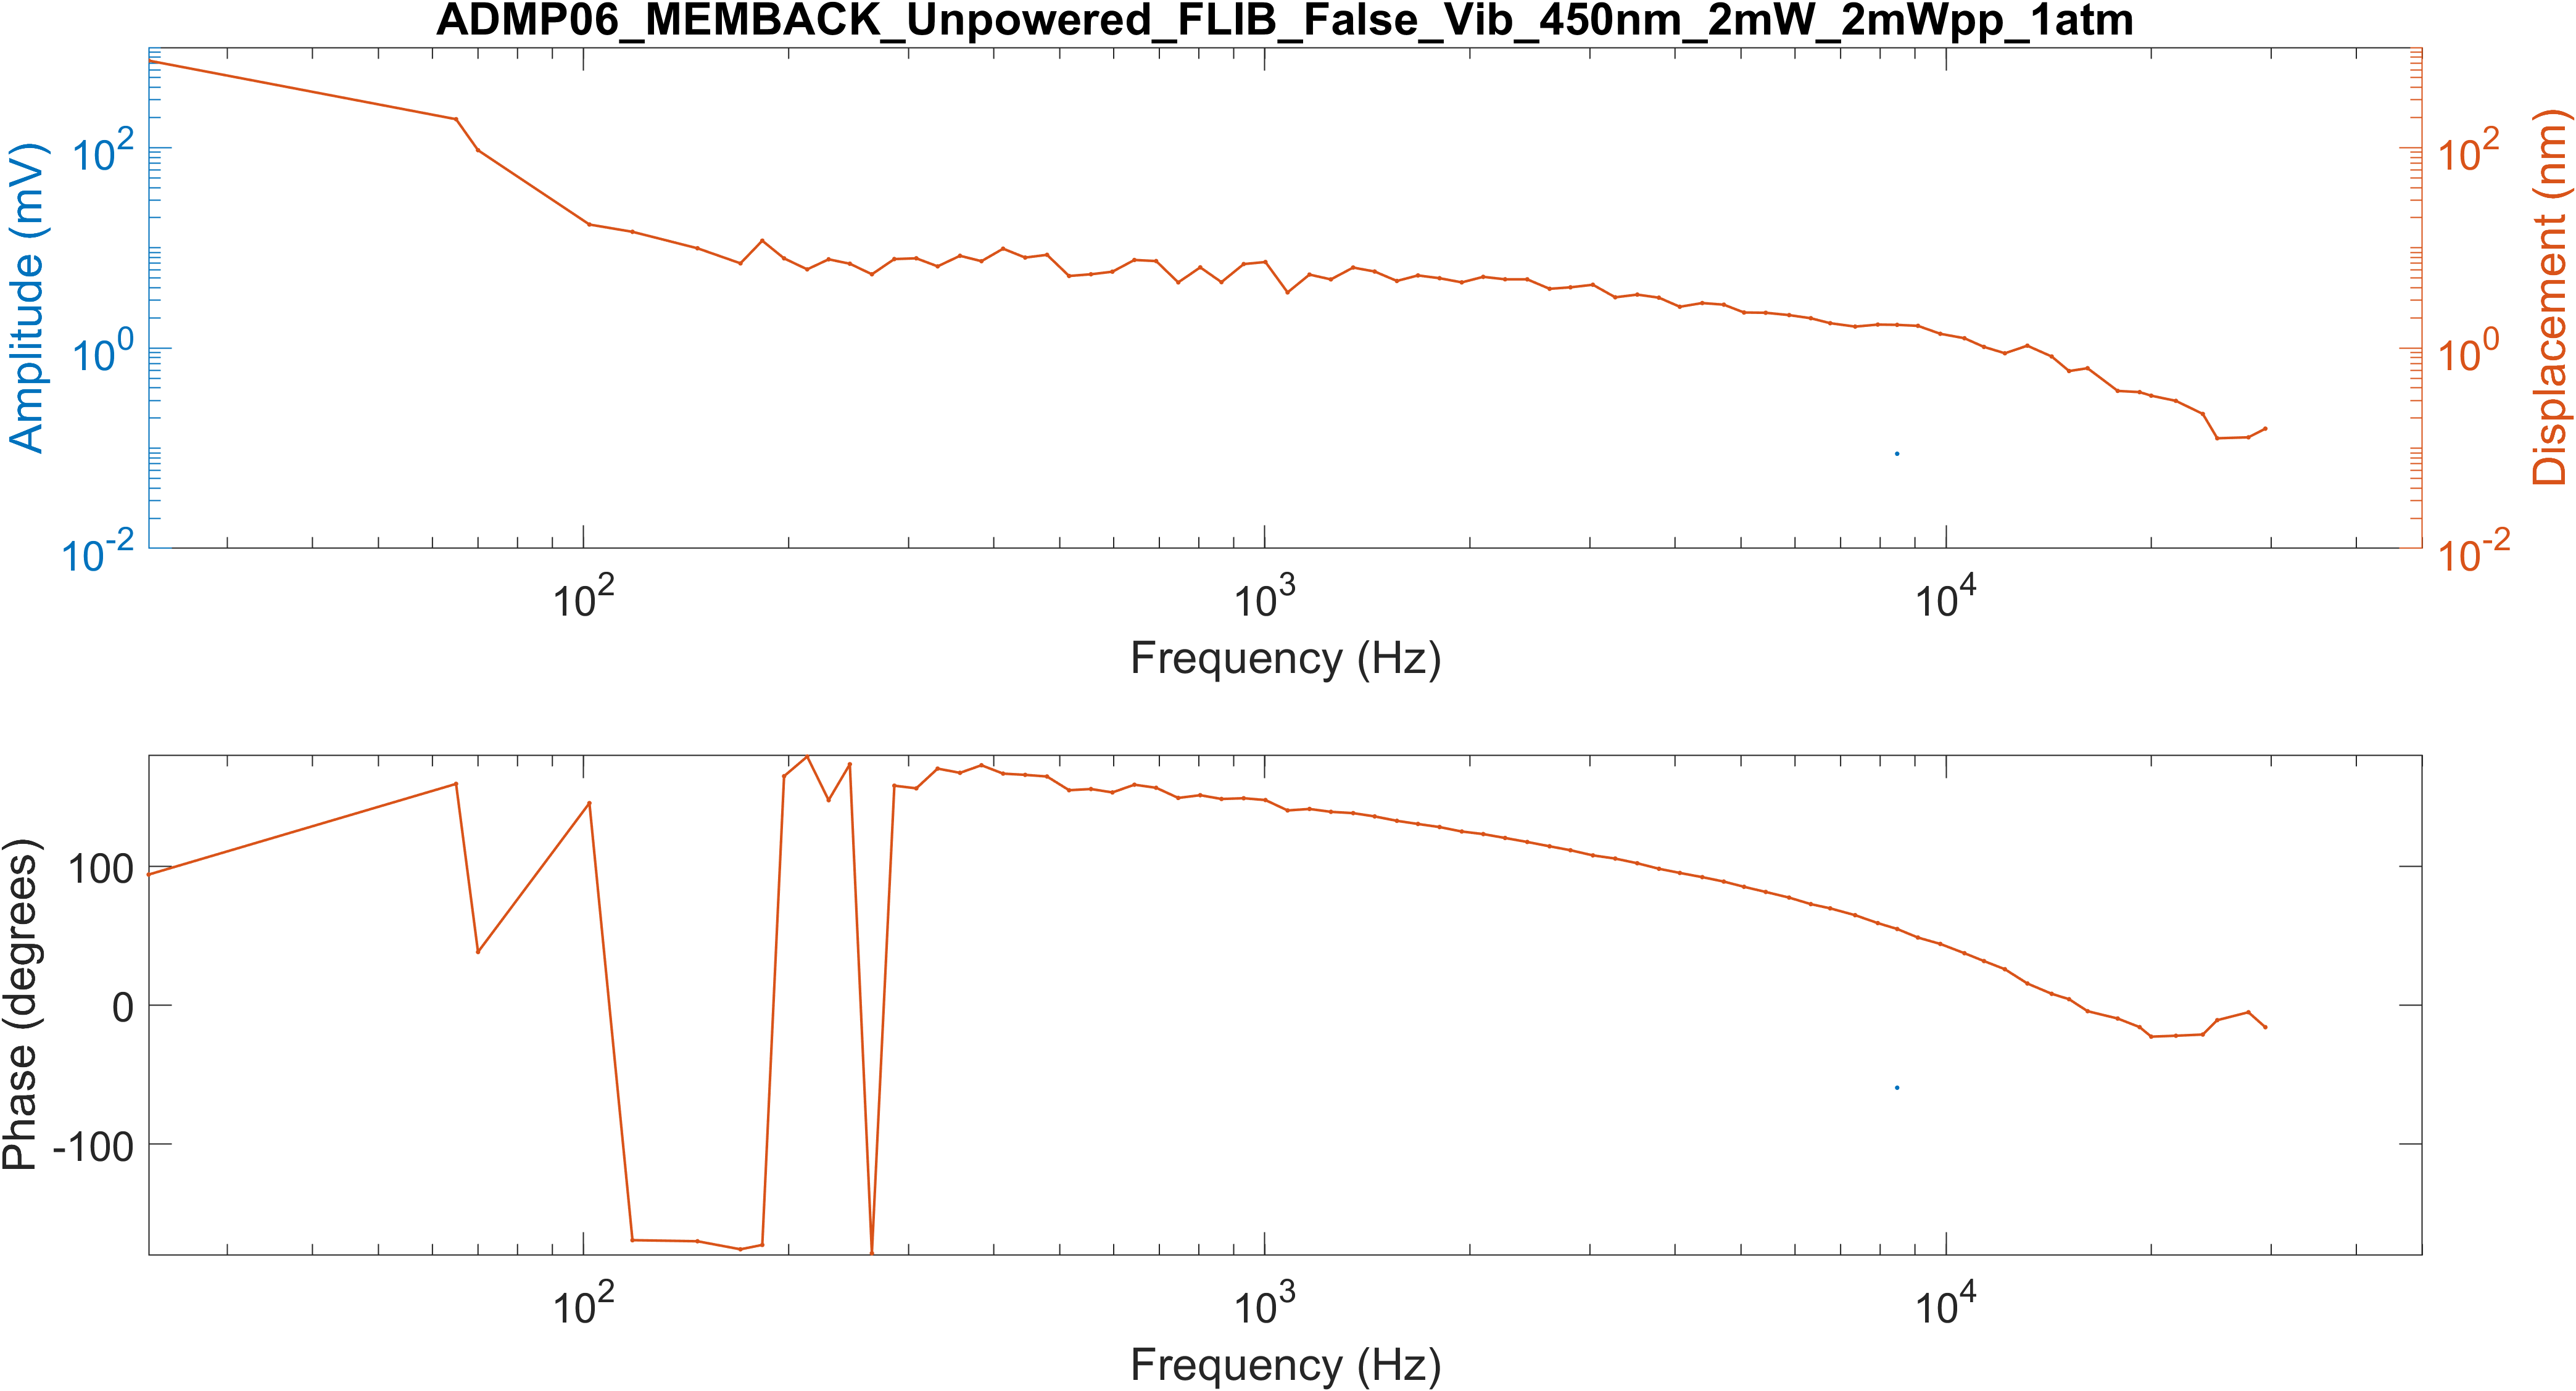 ADMP06_MEMBACK_Unpowered_FLIB_False_Vib_450nm_2mW_2mWpp_1atm
Amplitude (mV)
10^2
10^0
10^-2
Displacement (nm)
10^2
10^0
10^-2
10^2 10^3 10^4
Frequency (Hz)
Phase (degrees)
100
0
-100
10^2 10^3 10^4
Frequency (Hz)